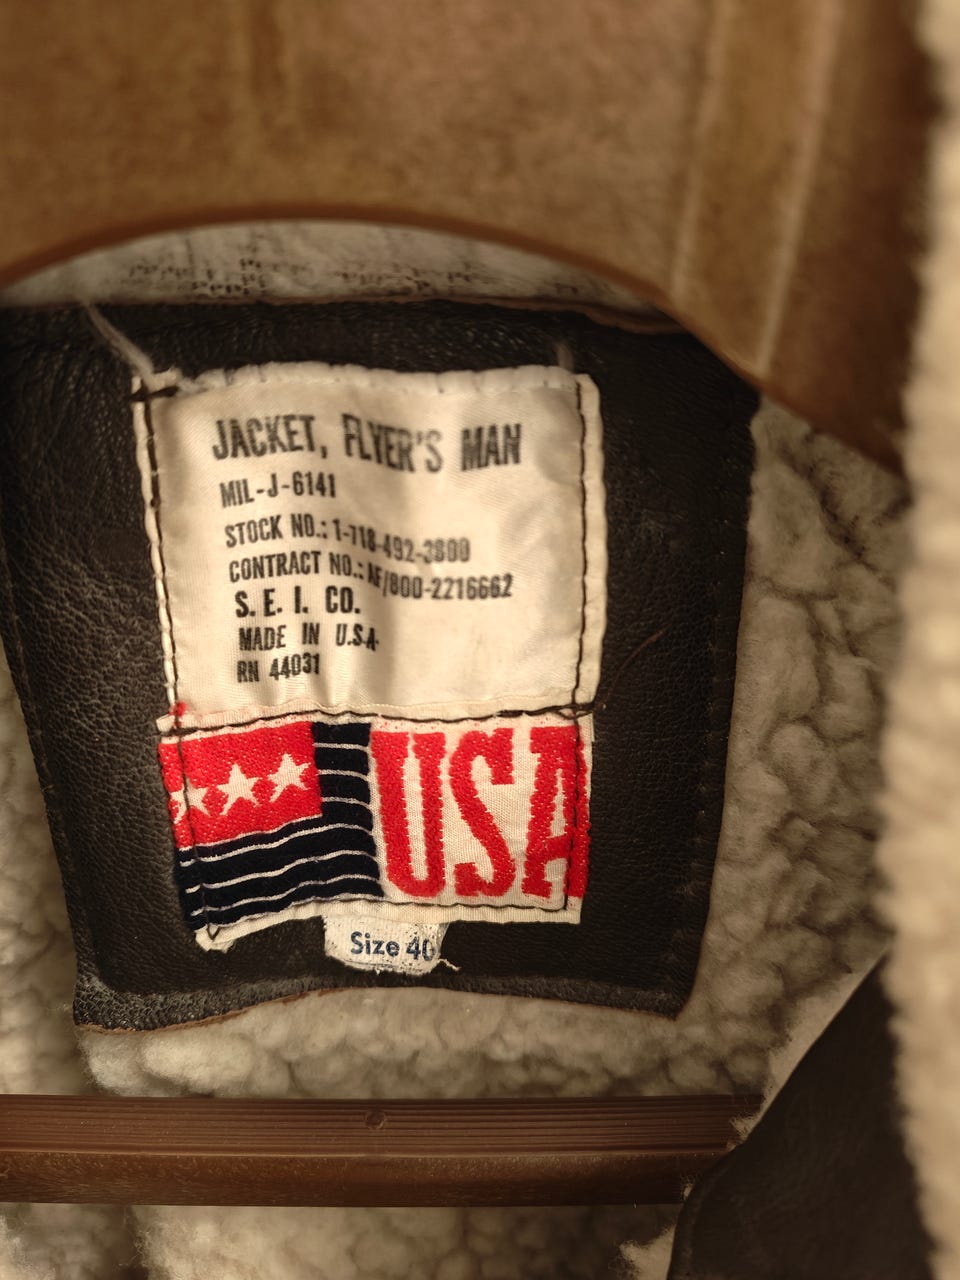 JACKET, FLYER'S MAN
MIL-J-6141
STOCK NO.: 1-718-492-3800
CONTRACT NO.: AF/800-2216662
S. E. I. CO.
MADE IN U.S.A.
RN 44031
USA
Size 40